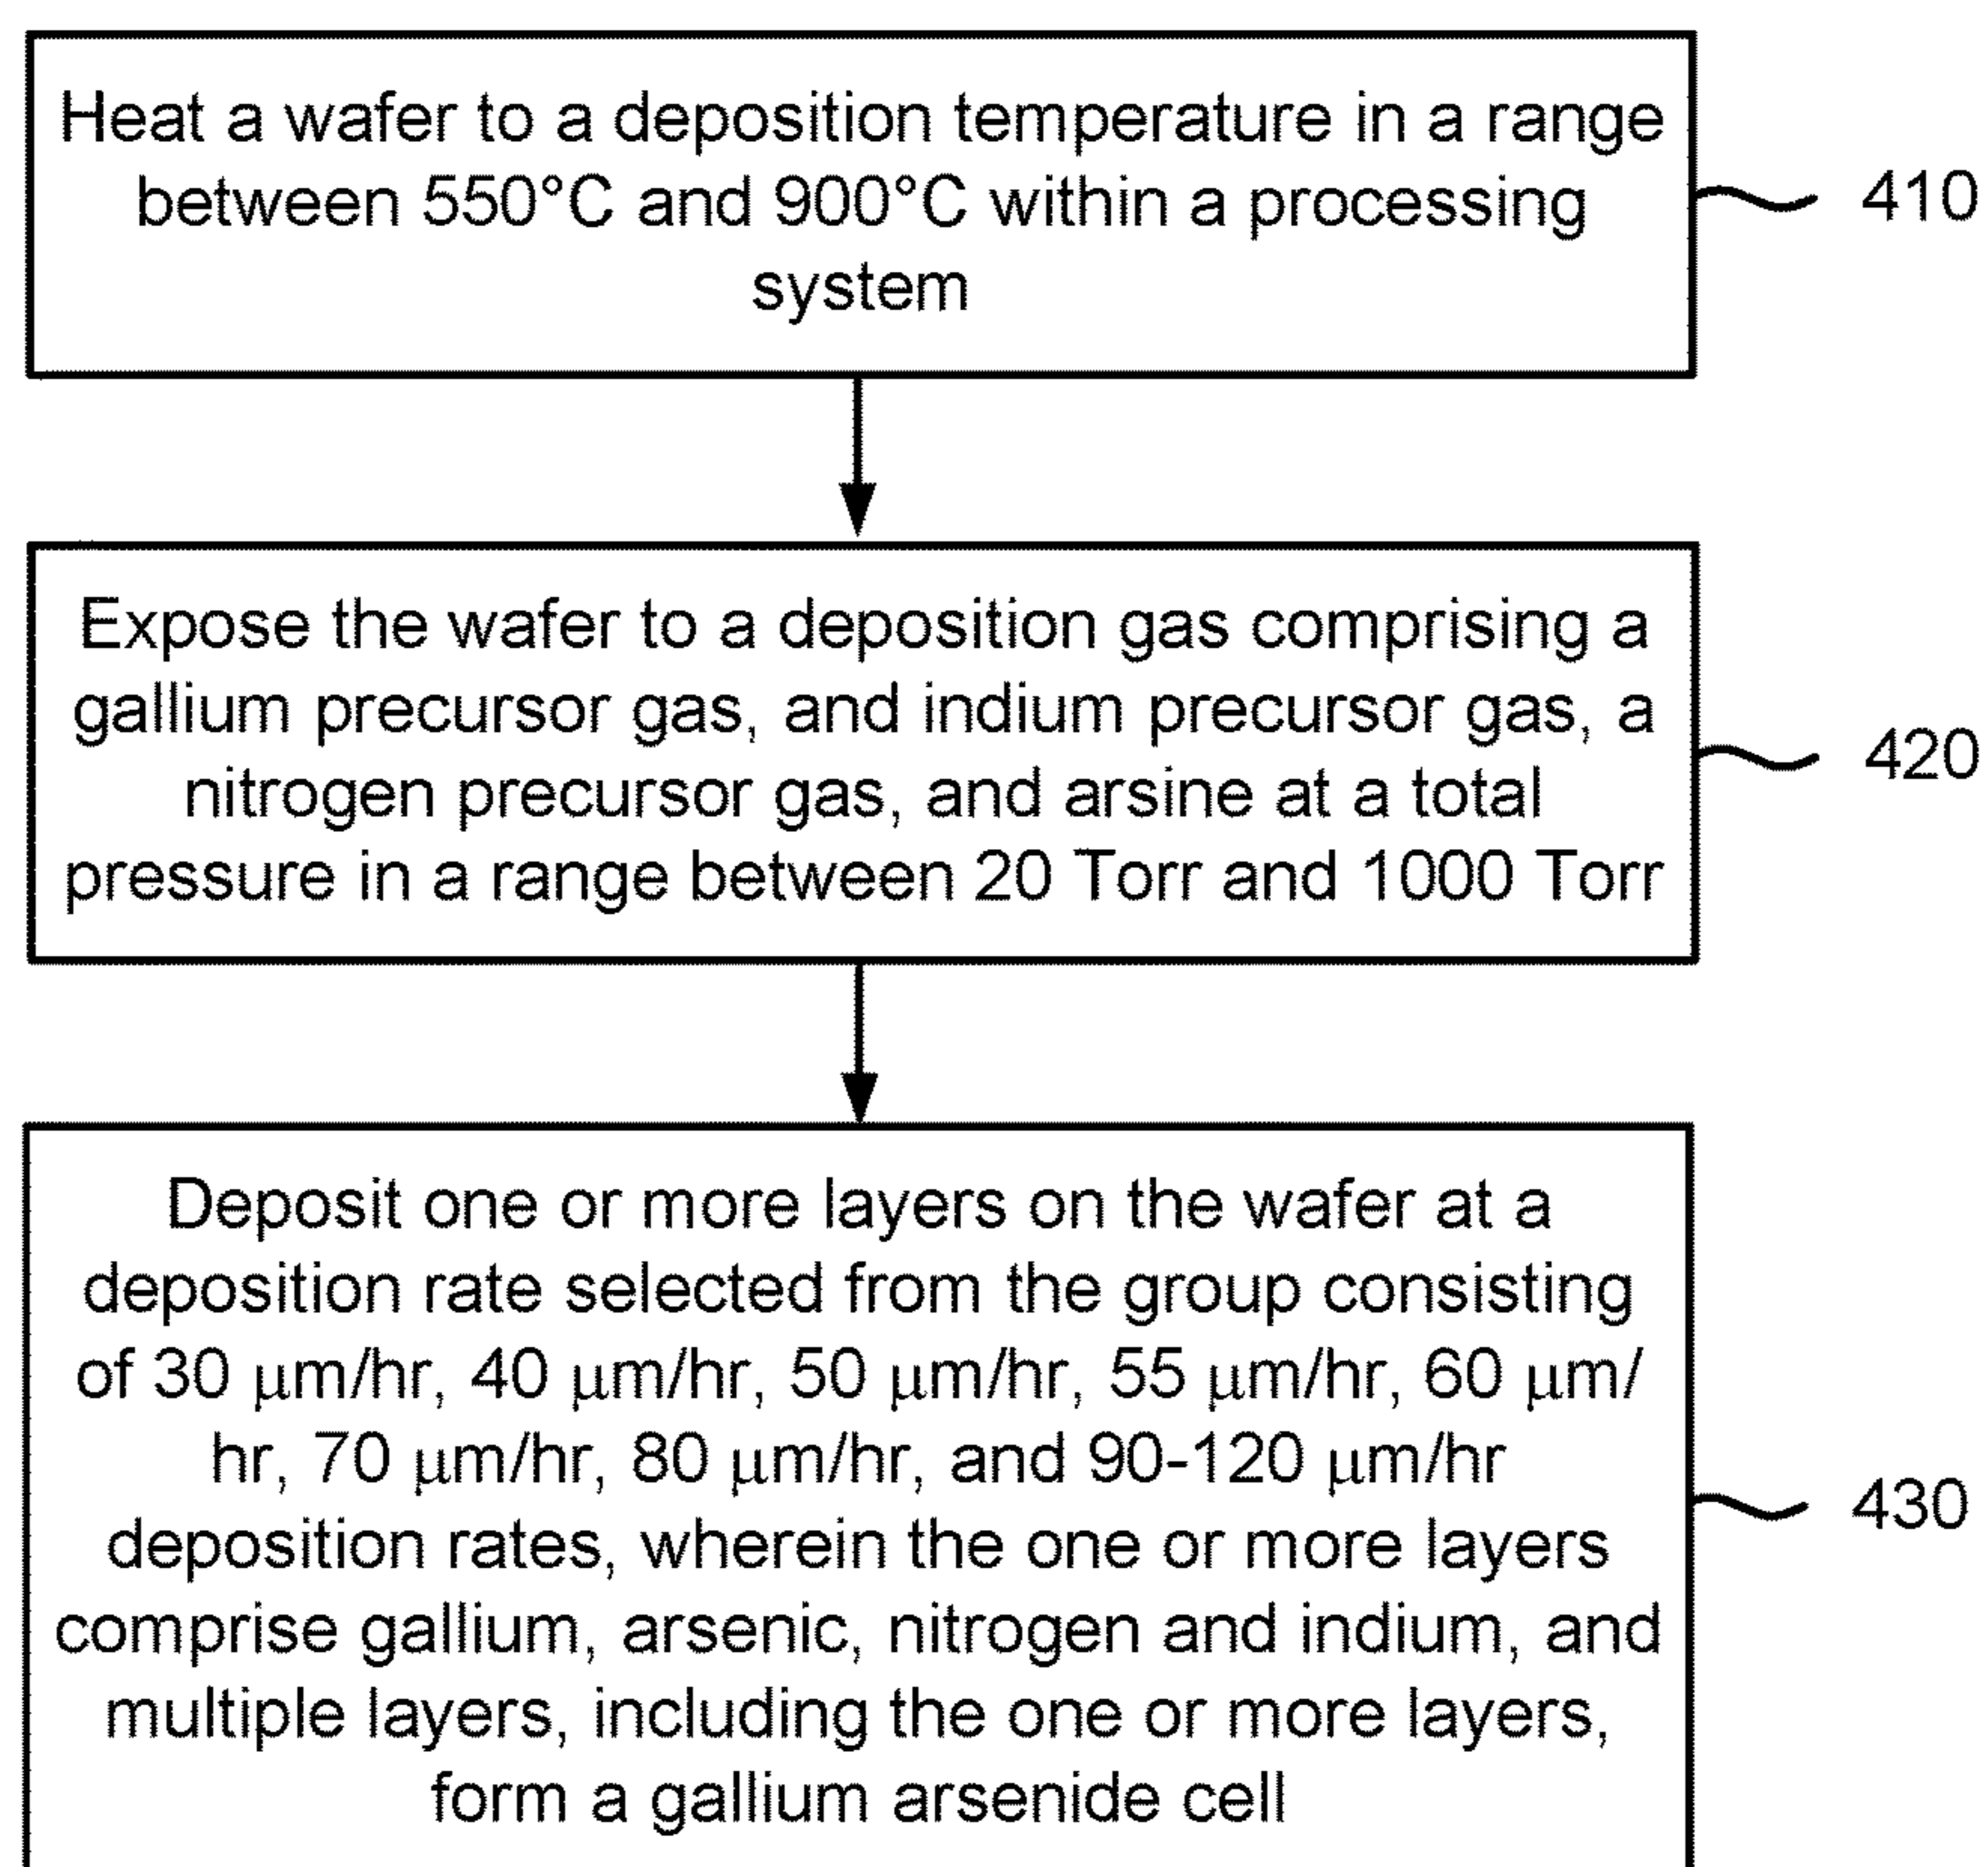 Heat a wafer to a deposition temperature in a range
between 550°C and 900°C within a processing
system
410
Expose the wafer to a deposition gas comprising a
gallium precursor gas, and indium precursor gas, a
nitrogen precursor gas, and arsine at a total
pressure in a range between 20 Torr and 1000 Torr
420
Deposit one or more layers on the wafer at a
deposition rate selected from the group consisting
of 30 μm/hr, 40 μm/hr, 50 μm/hr, 55 μm/hr, 60 μm/
hr, 70 μm/hr, 80 μm/hr, and 90-120 μm/hr
deposition rates, wherein the one or more layers
comprise gallium, arsenic, nitrogen and indium, and
multiple layers, including the one or more layers,
form a gallium arsenide cell
430